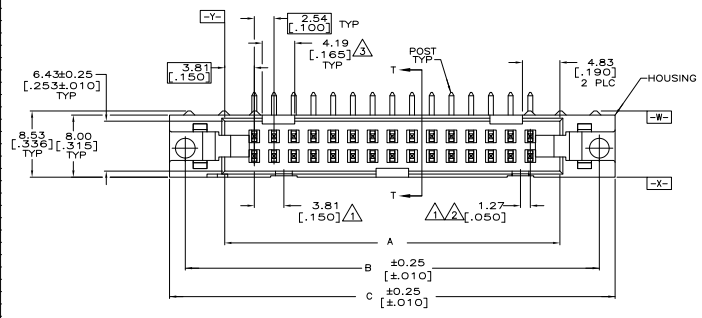 -Y-
2.54
[.100]
TYP
3.81
[.150]
4.19
[.165]
TYP
3
6.43±0.25
[.253±.010]
TYP
T
POST
TYP
4.83
[.190]
2 PLC
HOUSING
-W-
8.53
[.336]
TYP
8.00
[.315]
TYP
-X-
3.81
[.150]
1
T
1
2
1.27
[.050]
A
B
±0.25
[±.010]
C
±0.25
[±.010]